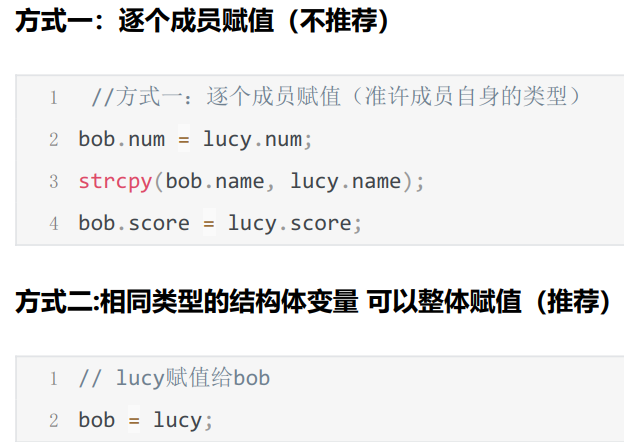 方式一：逐个成员赋值（不推荐）
1 //方式一：逐个成员赋值（准许成员自身的类型）
2 bob.num = lucy.num;
3 strcpy(bob.name, lucy.name);
4 bob.score = lucy.score;
方式二:相同类型的结构体变量 可以整体赋值（推荐）
1 // lucy赋值给bob
2 bob = lucy;